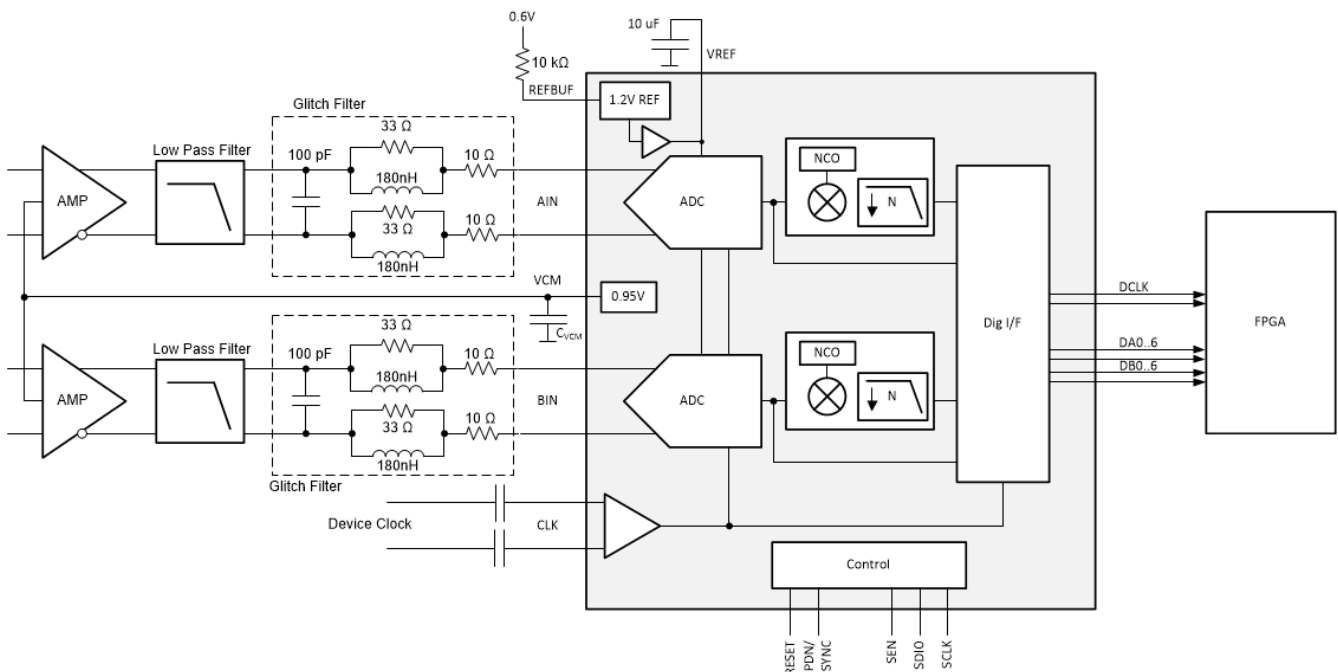 0.6V
10 uF
VREF
10 kΩ
REFBUF
1.2V REF
Glitch Filter
33 Ω
Low Pass Filter
100 pF
10 Ω
NCO
180nH
AMP
AIN
ADC
N
10 Ω
33 Ω
180nH
VCM
0.95V
DCLK
Dig I/F
FPGA
Glitch Filter
CVCM
33 Ω
DA0..6
Low Pass Filter
100 pF
10 Ω
NCO
DB0..6
180nH
AMP
BIN
ADC
N
10 Ω
33 Ω
180nH
Glitch Filter
Device Clock
CLK
Control
RESET
PDN/
SYNC
SEN
SDIO
SCLK